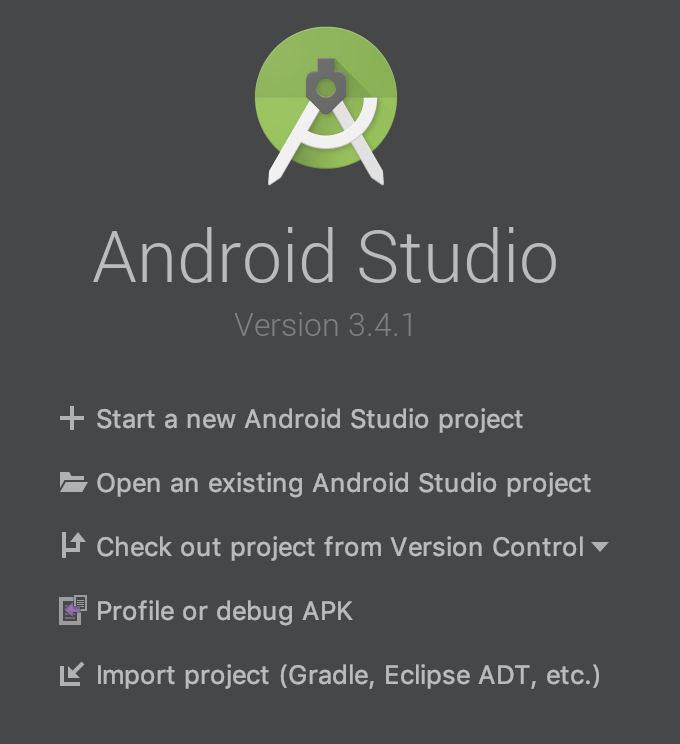 Android Studio
Version 3.4.1
Start a new Android Studio project
Open an existing Android Studio project
Check out project from Version Control
Profile or debug APK
Import project (Gradle, Eclipse ADT, etc.)